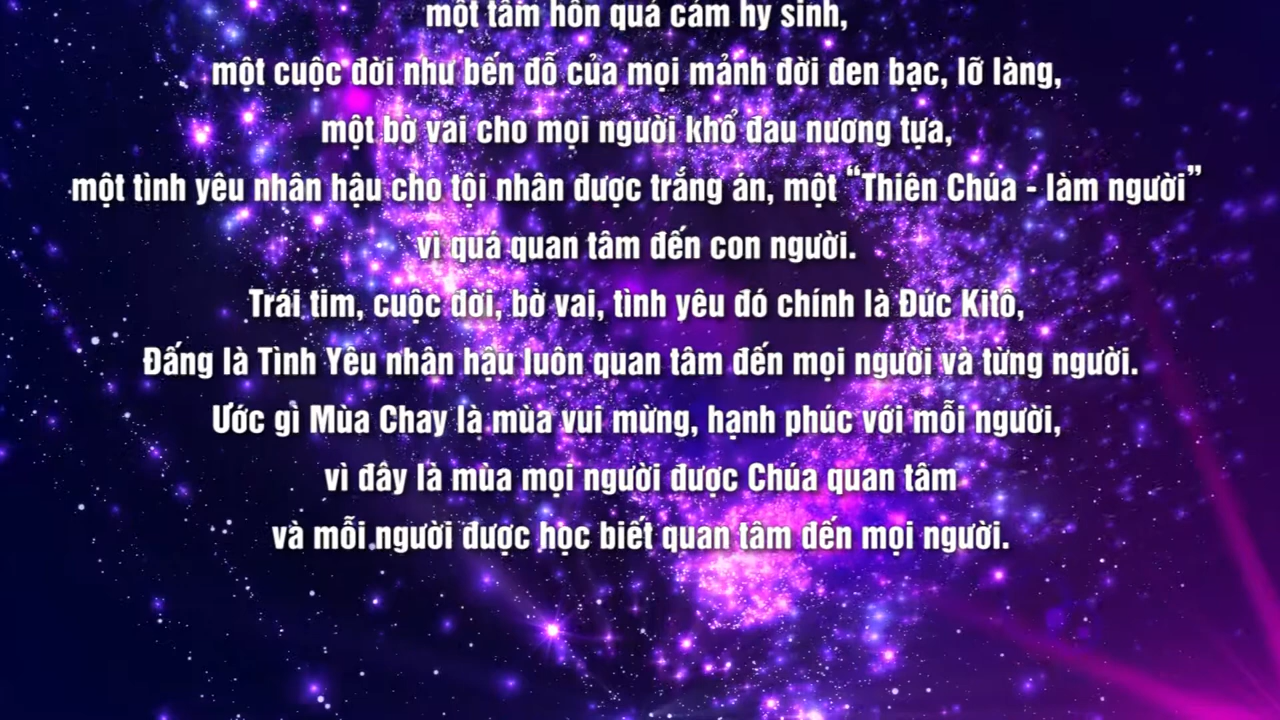 một tâm hồn quả cảm hy sinh,
một cuộc đời như bến đỗ của mọi mảnh đời đen bạc, lỡ làng,
một bờ vai cho mọi người khổ đau nương tựa,
một tình yêu nhân hậu cho tội nhân được trắng án, một “Thiên Chúa - làm người”
vì quá quan tâm đến con người.
Trái tim, cuộc đời, bờ vai, tình yêu đó chính là Đức Kitô,
Đấng là Tình Yêu nhân hậu luôn quan tâm đến mọi người và từng người.
Ước gì Mùa Chay là mùa vui mừng, hạnh phúc với mỗi người,
vì đây là mùa mọi người được Chúa quan tâm
và mỗi người được học biết quan tâm đến mọi người.